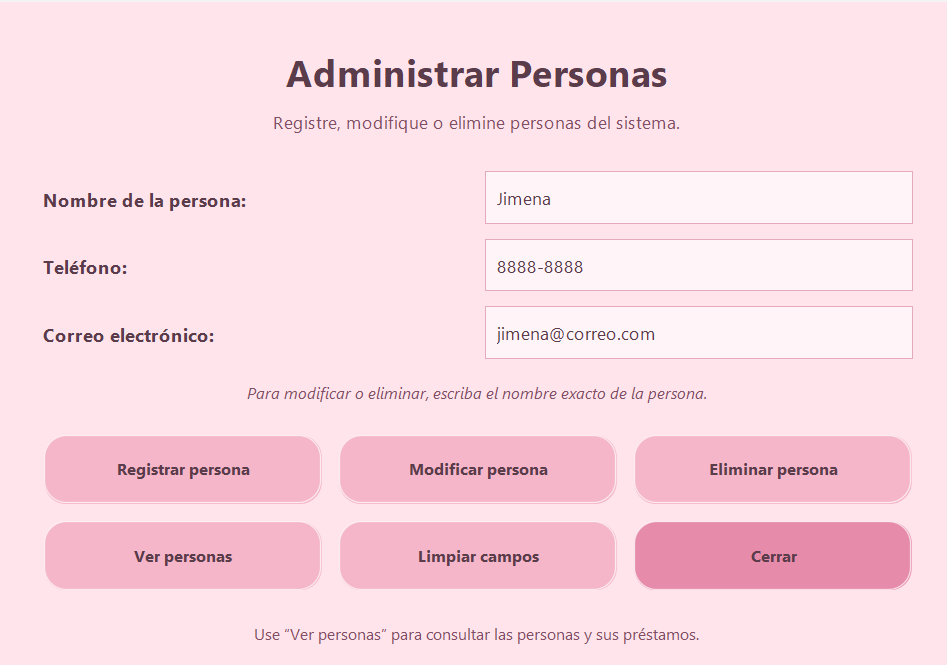 Administrar Personas
Registre, modifique o elimine personas del sistema.
Nombre de la persona: Jimena
Teléfono: 8888-8888
Correo electrónico: jimena@correo.com
Para modificar o eliminar, escriba el nombre exacto de la persona.
Registrar persona Modificar persona Eliminar persona
Ver personas Limpiar campos Cerrar
Use “Ver personas” para consultar las personas y sus préstamos.